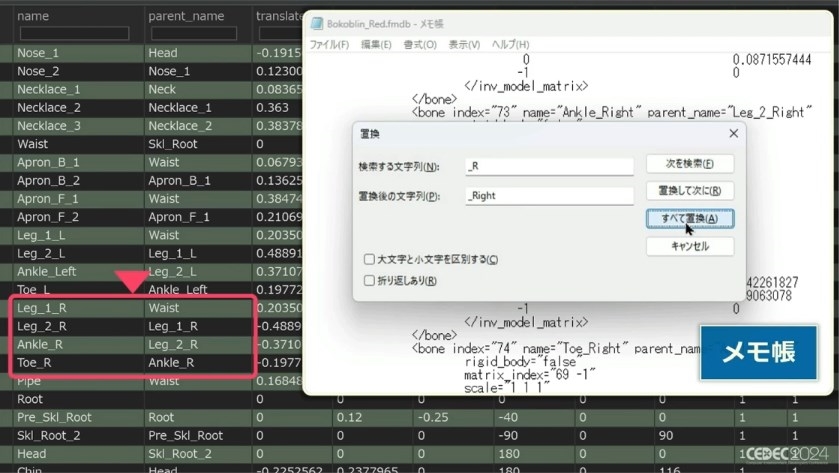 name parent_name translate
Nose_1 Head -0.1915
Nose_2 Nose_1 0.12300
Necklace_1 Neck 0.08365
Necklace_2 Necklace_1 0.363
Necklace_3 Necklace_2 0.38378
Waist Skl_Root 0
Apron_B_1 Waist 0.06793
Apron_B_2 Apron_B_1 0.13625
Apron_F_1 Waist 0.38474
Apron_F_2 Apron_F_1 0.21069
Leg_1_L Waist 0.20350
Leg_2_L Leg_1_L 0.48891
Ankle_Left Leg_2_L 0.37107
Toe_L Ankle_Left 0.19772
Leg_1_R Waist 0.20350
Leg_2_R Leg_1_R -0.4889
Ankle_R Leg_2_R -0.3710
Toe_R Ankle_R -0.1977
Pipe Waist 0.16848
Root 0 0 0 0 0 1 1
Pre_Skl_Root Root 0 0.12 -0.25 -40 0 0 1 1
Skl_Root_2 Pre_Skl_Root 0 0 0 -90 0 90 1 1
Head Skl_Root_2 0 0 0 180 0 0 1
Chin Head -0.2252562 0.2377965 180 0 116 1 1
Bokoblin_Red.fmdb - メモ帳
ファイル(F) 編集(E) 書式(O) 表示(V) ヘルプ(H)
0 0.0871557444
-1 0
</inv_model_matrix>
</bone>
<bone index="73" name="Ankle_Right" parent_name="Leg_2_Right"
置換
検索する文字列(N): _R 次を検索(F)
置換後の文字列(P): _Right 置換して次に(R)
すべて置換(A)
キャンセル
大文字と小文字を区別する(C)
折り返しあり(R)
42261827
9063078
-1 0
</inv_model_matrix>
</bone>
<bone index="74" name="Toe_Right" parent_name=
rigid_body="false"
matrix_index="69 -1"
scale="1 1 1"
メモ帳
CEDEC2024